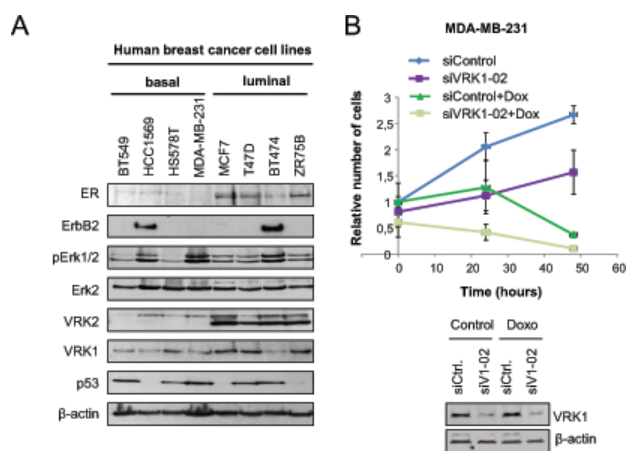 A
Human breast cancer cell lines
basal luminal
BT549 HCC1569 HS578T MDA-MB-231 MCF7 T47D BT474 ZR75B
ER
ErbB2
pErk1/2
Erk2
VRK2
VRK1
p53
β-actin
B
MDA-MB-231
siControl
siVRK1-02
siControl+Dox
siVRK1-02+Dox
Relative number of cells
3
2,5
2
1,5
1
0,5
0
0 10 20 30 40 50 60
Time (hours)
Control Doxo
siCtrl. siV1-02 siCtrl. siV1-02
VRK1
β-actin